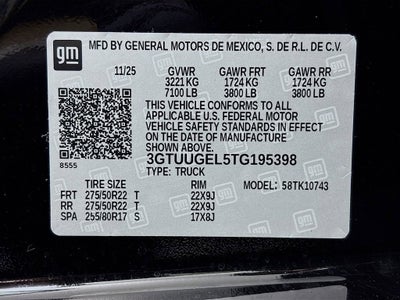 gm
MFD BY GENERAL MOTORS DE MEXICO, S. DE R.L. DE C.V.
11/25 GVWR GAWR FRT GAWR RR
3221 KG 1724 KG 1724 KG
7100 LB 3800 LB 3800 LB
THIS VEHICLE CONFORMS TO ALL
APPLICABLE U.S. FEDERAL MOTOR
VEHICLE SAFETY STANDARDS IN EFFECT
ON THE DATE OF MANUFACTURE
SHOWN ABOVE.
8555
3GTUUGEL5TG195398
TYPE: TRUCK
TIRE SIZE RIM MODEL: 58TK10743
FRT 275/50R22 T 22X9J
RR 275/50R22 T 22X9J
SPA 255/80R17 S 17X8J